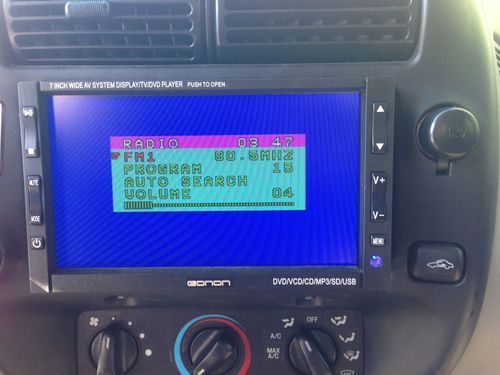 7 INCH WIDE AV SYSTEM DISPLAY/TV/DVD PLAYER PUSH TO OPEN
RADIO 03 47
FM1 90.5MHZ
PROGRAM 15
AUTO SEARCH
VOLUME 04
MUTE
MODE
V+
V-
MENU
EONON
DVD/VCD/CD/MP3/SD/USB
12V
OFF
A/C
MAX
A/C